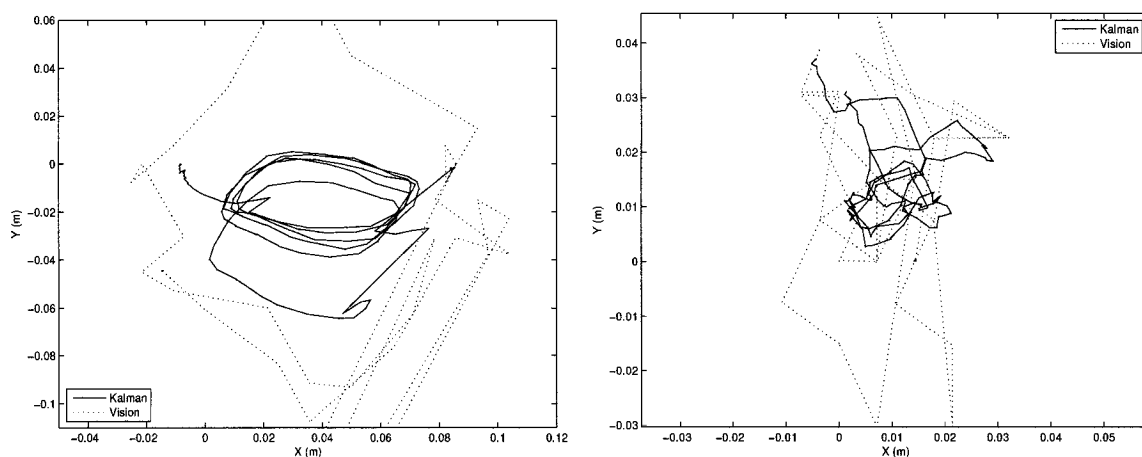 0.06
0.04
0.02
0
−0.02
−0.04
−0.06
−0.08
−0.1
Y (m)
Kalman
Vision
−0.04 −0.02 0 0.02 0.04 0.06 0.08 0.1 0.12
X (m)
0.04
0.03
0.02
0.01
0
−0.01
−0.02
−0.03
Y (m)
Kalman
Vision
−0.03 −0.02 −0.01 0 0.01 0.02 0.03 0.04 0.05
X (m)